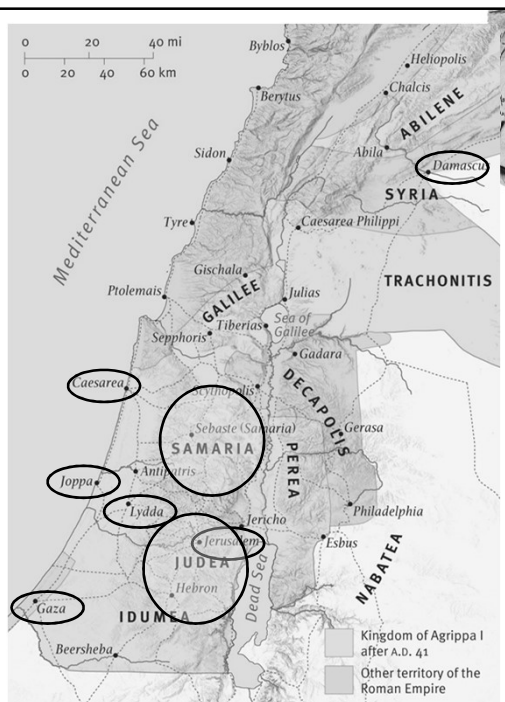 0 40 mi
0 20 40 60 km
Byblos
Heliopolis
Chalcis
Berytus
ABILENE
Abila
Sidon
Damascu
SYRIA
Mediterranean Sea
Tyre
Caesarea Philippi
Gischala
TRACHONITIS
Ptolemais
GALILEE
Julias
Sea of
Galilee
Tiberias
Sepphoris
Gadara
Caesarea
Scythopolis
DECAPOLIS
Sebaste (Samaria)
Gerasa
SAMARIA
PEREA
Joppa
Antipatris
Lydda
Philadelphia
Jericho
Jerusalem
Esbus
JUDEA
NABATEA
Dead Sea
Hebron
Gaza
IDUMEA
Beersheba
Kingdom of Agrippa I
after A.D. 41
Other territory of the
Roman Empire